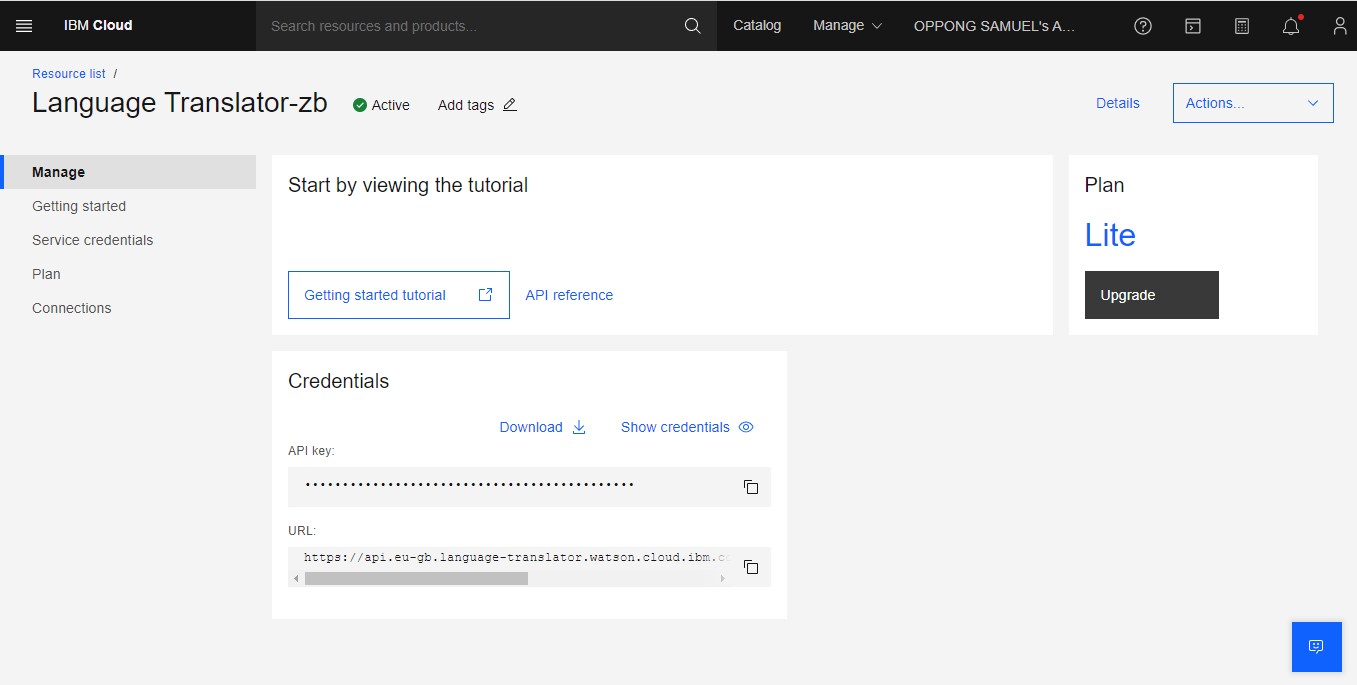 IBM Cloud
Search resources and products...
Catalog
Manage
OPPONG SAMUEL's A...
Resource list /
Language Translator-zb
Active
Add tags
Details
Actions...
Manage
Getting started
Service credentials
Plan
Connections
Start by viewing the tutorial
Getting started tutorial
API reference
Plan
Lite
Upgrade
Credentials
Download
Show credentials
API key:
••••••••••••••••••••••••••••••••••••••••••••
URL:
https://api.eu-gb.language-translator.watson.cloud.ibm.c